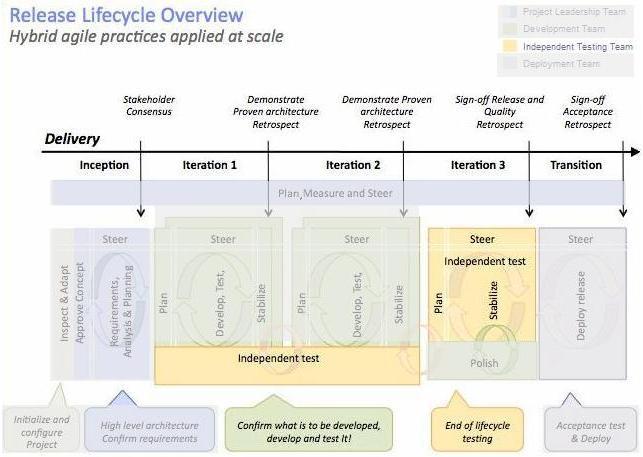 Release Lifecycle Overview
Hybrid agile practices applied at scale
Project Leadership Team
Development Team
Independent Testing Team
Deployment Team
Stakeholder
Consensus
Demonstrate
Proven architecture
Retrospect
Demonstrate Proven
architecture
Retrospect
Sign-off Release and
Quality
Retrospect
Sign-off
Acceptance
Retrospect
Delivery
Inception
Iteration 1
Iteration 2
Iteration 3
Transition
Plan,Measure and Steer
Inspect & Adapt
Approve Concept
Steer
Requirements,
Analysis & Planning
Steer
Plan
Develop, Test,
Stabilize
Steer
Plan
Develop, Test,
Stabilize
Independent test
Steer
Independent test
Plan
Stabilize
Polish
Steer
Deploy release
Initialize and
configure
Project
High level architecture
Confirm requirements
Confirm what is to be developed,
develop and test It!
End of lifecycle
testing
Acceptance test
& Deploy